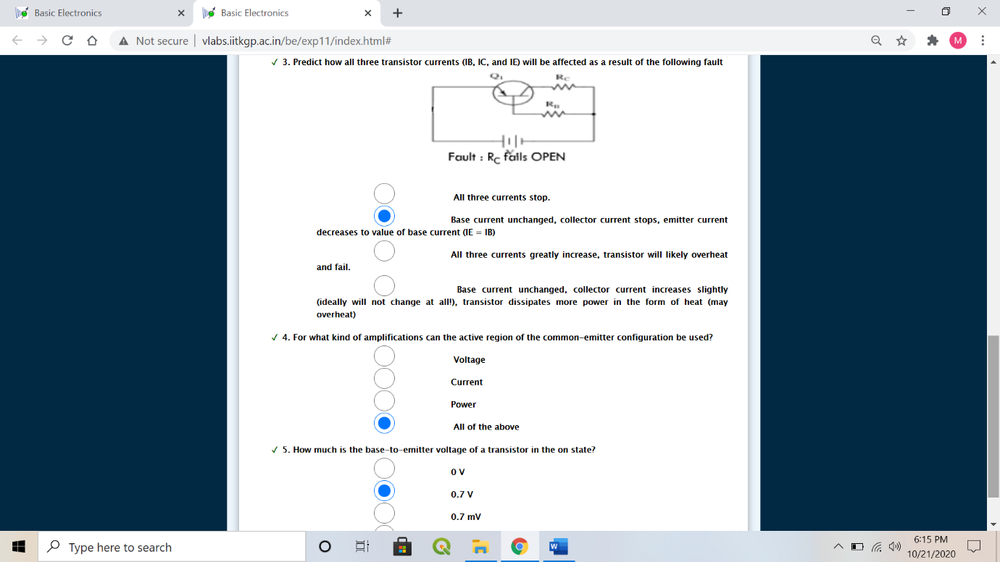 Basic Electronics
Basic Electronics
Not secure | vlabs.iitkgp.ac.in/be/exp11/index.html#
M
✓ 3. Predict how all three transistor currents (IB, IC, and IE) will be affected as a result of the following fault
Q₁
RC
RB
V
Fault : RC fails OPEN
All three currents stop.
Base current unchanged, collector current stops, emitter current
decreases to value of base current (IE = IB)
All three currents greatly increase, transistor will likely overheat
and fail.
Base current unchanged, collector current increases slightly
(ideally will not change at all!), transistor dissipates more power in the form of heat (may
overheat)
✓ 4. For what kind of amplifications can the active region of the common-emitter configuration be used?
Voltage
Current
Power
All of the above
✓ 5. How much is the base-to-emitter voltage of a transistor in the on state?
0 V
0.7 V
0.7 mV
Type here to search
W
6:15 PM
10/21/2020